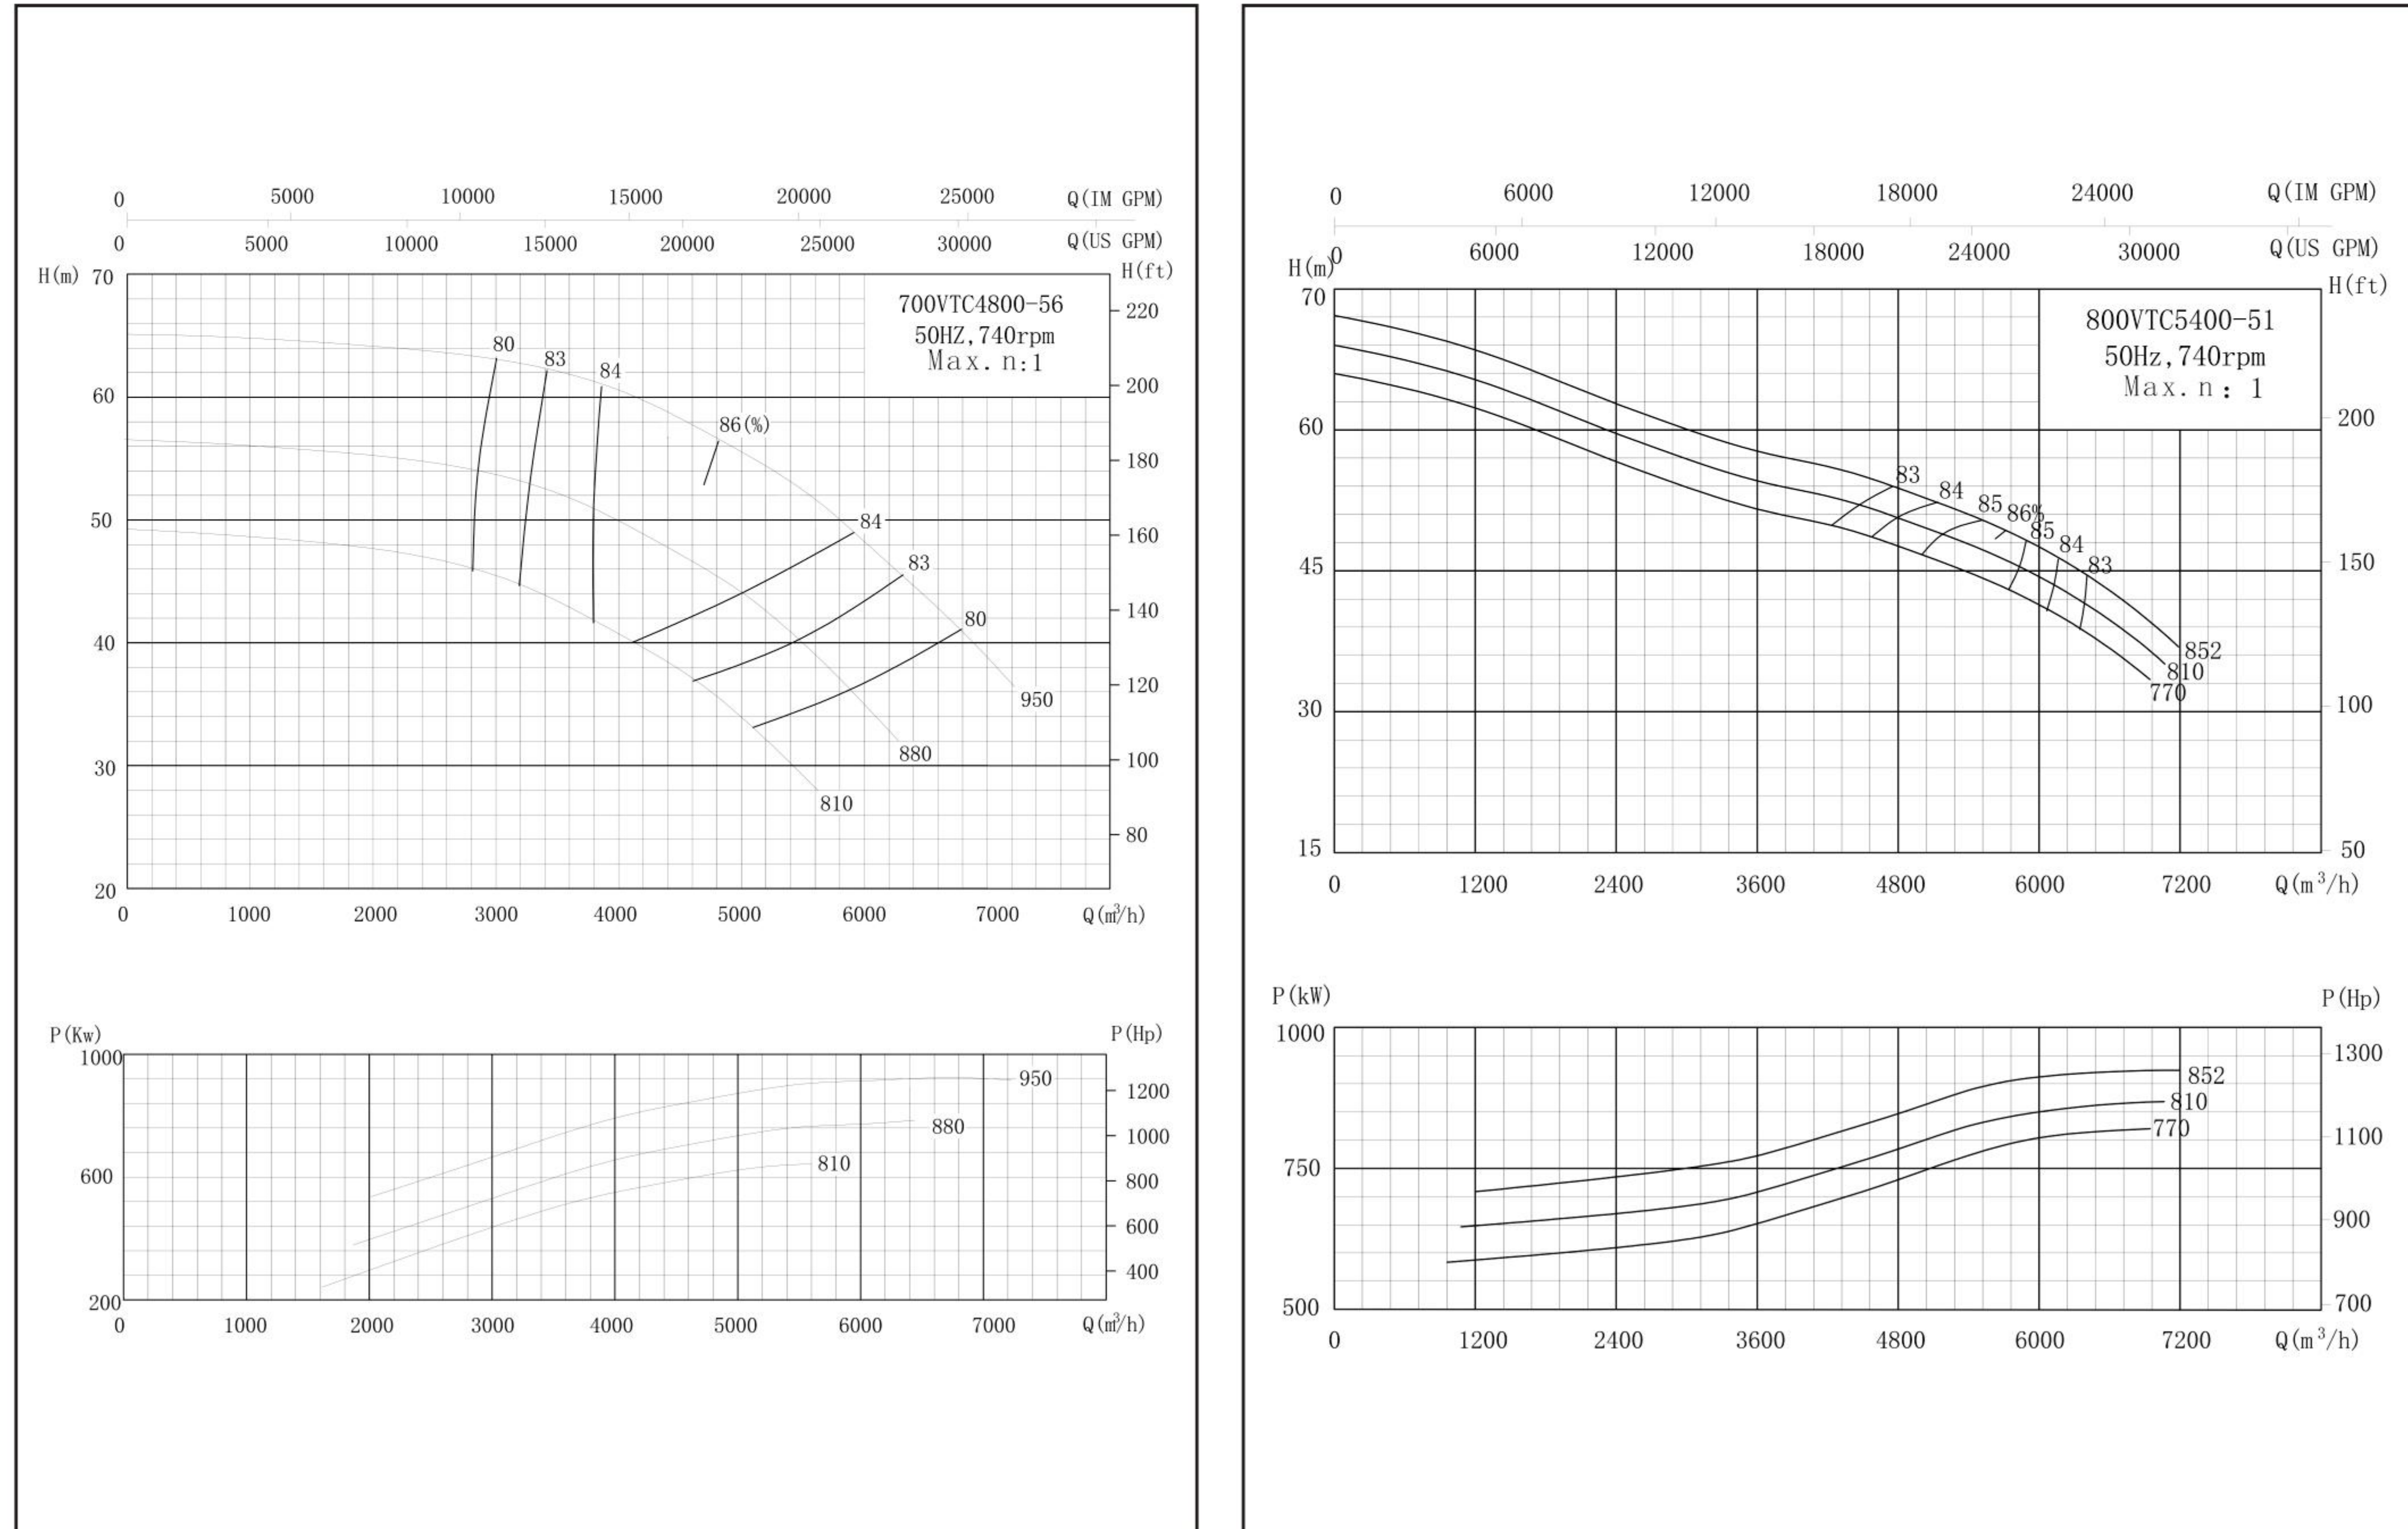 0 5000 10000 15000 20000 25000 Q(IM GPM)
0 5000 10000 15000 20000 25000 30000 Q(US GPM)
H(m) 70 H(ft)
700VTC4800-56
50HZ,740rpm
Max.n:1
220
80 83 84
200
60
86(%)
180
50 84
160
83
140
40 80
120
950
880
30 100
810
80
20
0 1000 2000 3000 4000 5000 6000 7000 Q(m³/h)
P(Kw) P(Hp)
1000
950
1200
880
1000
600 810
800
600
400
200
0 1000 2000 3000 4000 5000 6000 7000 Q(m³/h)
0 6000 12000 18000 24000 Q(IM GPM)
0 6000 12000 18000 24000 30000 Q(US GPM)
H(m) H(ft)
70
800VTC5400-51
50Hz,740rpm
Max.n: 1
60 200
83 84 85 86% 85 84 83
45 150
852
810
770
30 100
15 50
0 1200 2400 3600 4800 6000 7200 Q(m³/h)
P(kW) P(Hp)
1000 1300
852
810
770 1100
750
900
500 700
0 1200 2400 3600 4800 6000 7200 Q(m³/h)